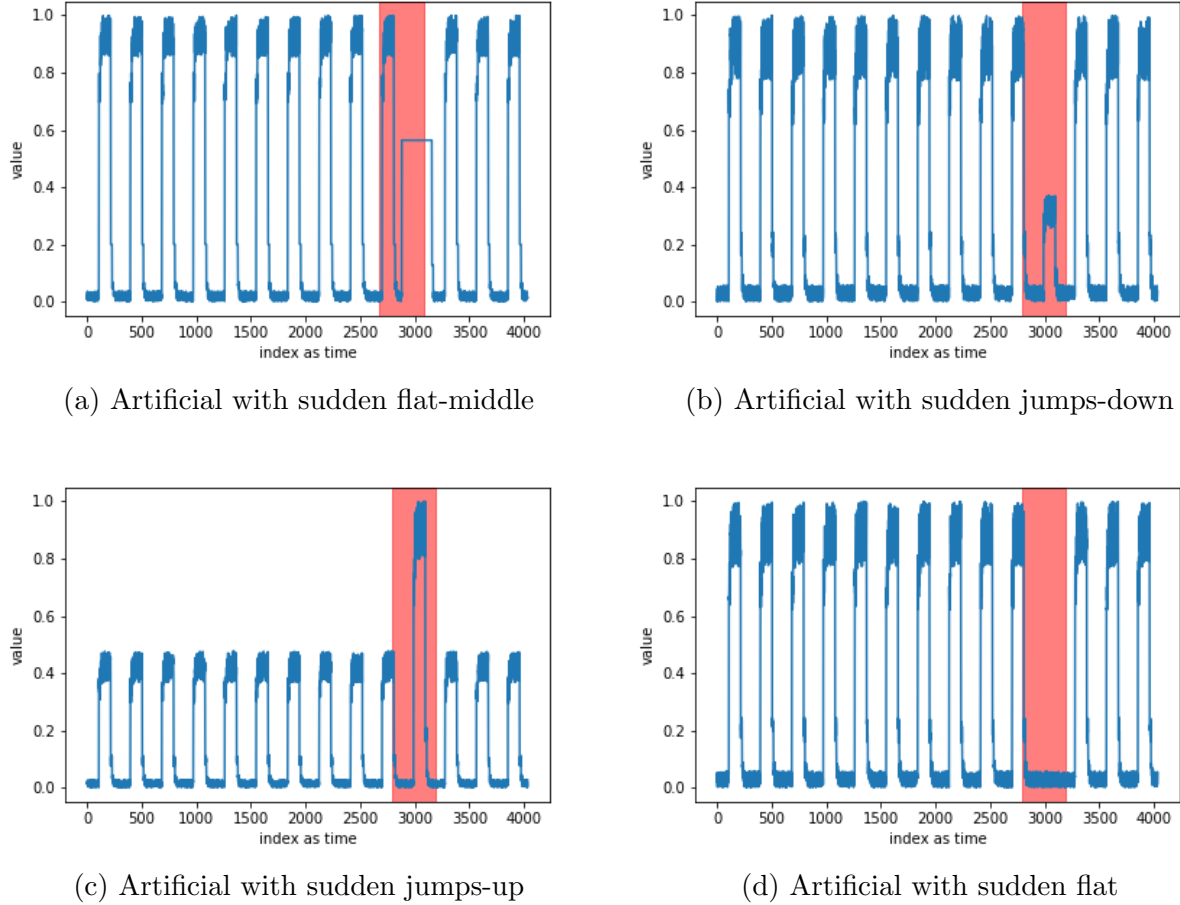 1.0
0.8
0.6
0.4
0.2
0.0
value
0 500 1000 1500 2000 2500 3000 3500 4000
index as time
(a) Artificial with sudden flat-middle
1.0
0.8
0.6
0.4
0.2
0.0
value
0 500 1000 1500 2000 2500 3000 3500 4000
index as time
(b) Artificial with sudden jumps-down
1.0
0.8
0.6
0.4
0.2
0.0
value
0 500 1000 1500 2000 2500 3000 3500 4000
index as time
(c) Artificial with sudden jumps-up
1.0
0.8
0.6
0.4
0.2
0.0
value
0 500 1000 1500 2000 2500 3000 3500 4000
index as time
(d) Artificial with sudden flat